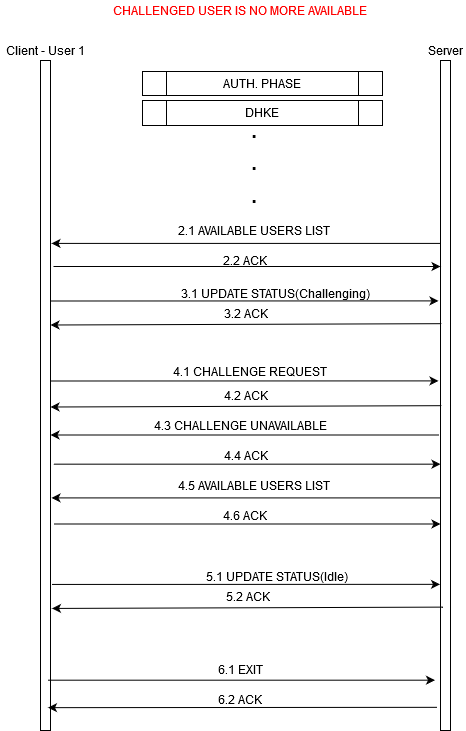 CHALLENGED USER IS NO MORE AVAILABLE
Client - User 1
Server
AUTH. PHASE
DHKE
2.1 AVAILABLE USERS LIST
2.2 ACK
3.1 UPDATE STATUS(Challenging)
3.2 ACK
4.1 CHALLENGE REQUEST
4.2 ACK
4.3 CHALLENGE UNAVAILABLE
4.4 ACK
4.5 AVAILABLE USERS LIST
4.6 ACK
5.1 UPDATE STATUS(Idle)
5.2 ACK
6.1 EXIT
6.2 ACK